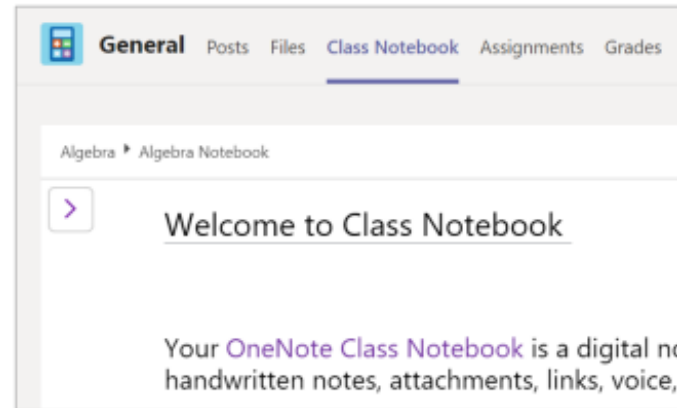 General Posts Files Class Notebook Assignments Grades
Algebra Algebra Notebook
Welcome to Class Notebook
Your OneNote Class Notebook is a digital
handwritten notes, attachments, links, voice,